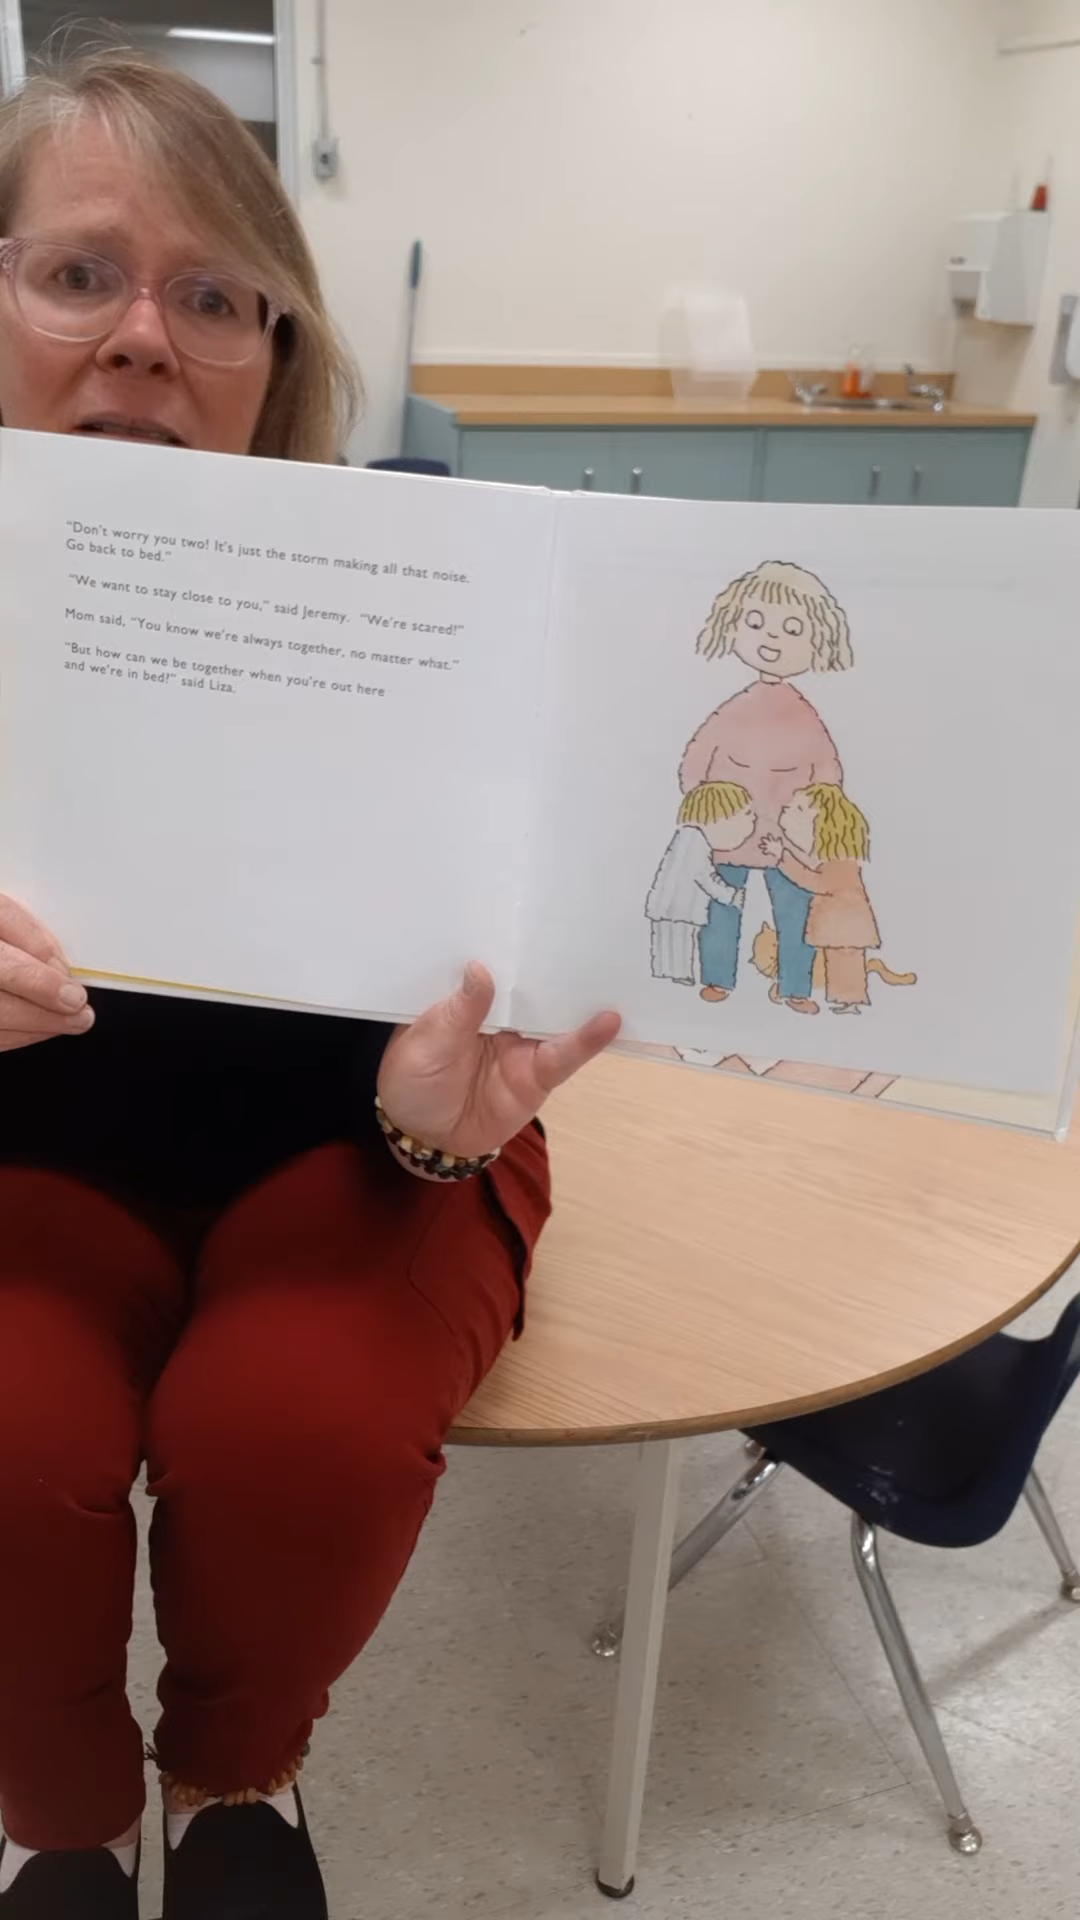 "Don't worry you two! It's just the storm making all that noise.
Go back to bed."
"We want to stay close to you," said Jeremy. "We're scared!"
Mom said, "You know we're always together, no matter what."
"But how can we be together when you're out here
and we're in bed!" said Liza.